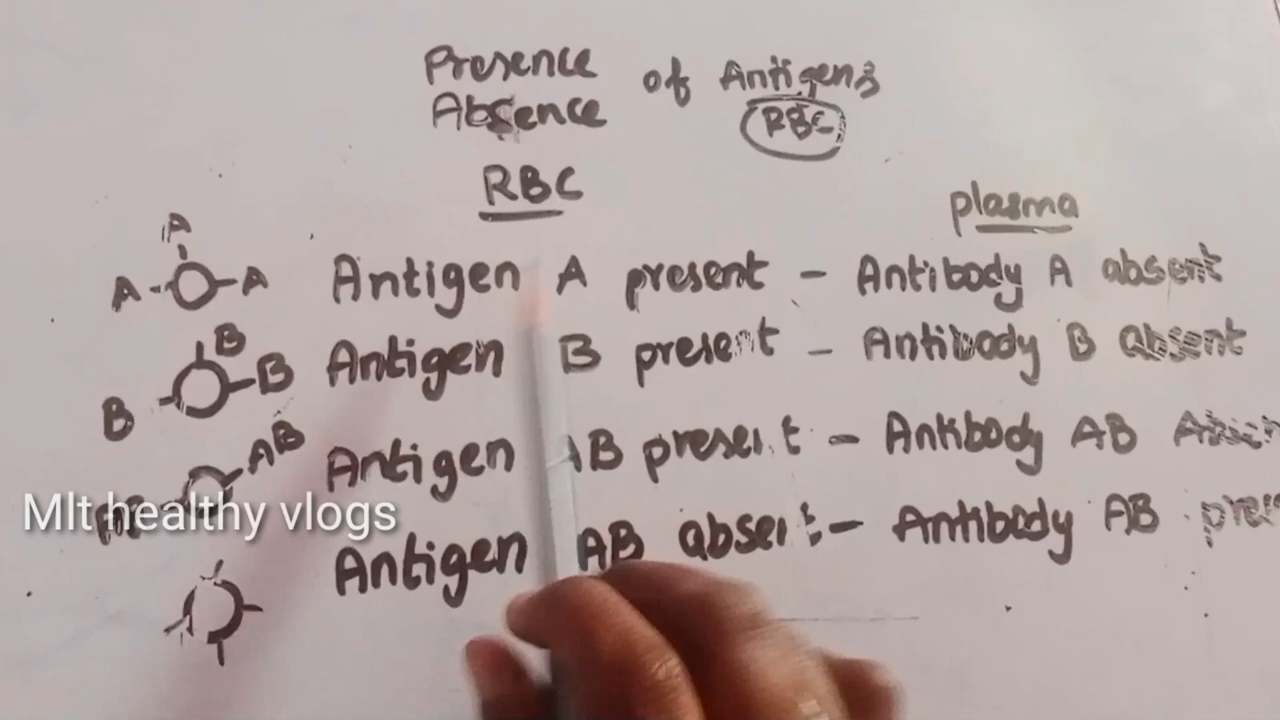 Presence
Absence
of Antigens
RBC
RBC
plasma
A
A A
Antigen A present - Antibody A absent
B
B B
Antigen B present - Antibody B absent
AB
Antigen AB present - Antibody AB
Mlt healthy vlogs
Antigen AB absent - Antibody AB